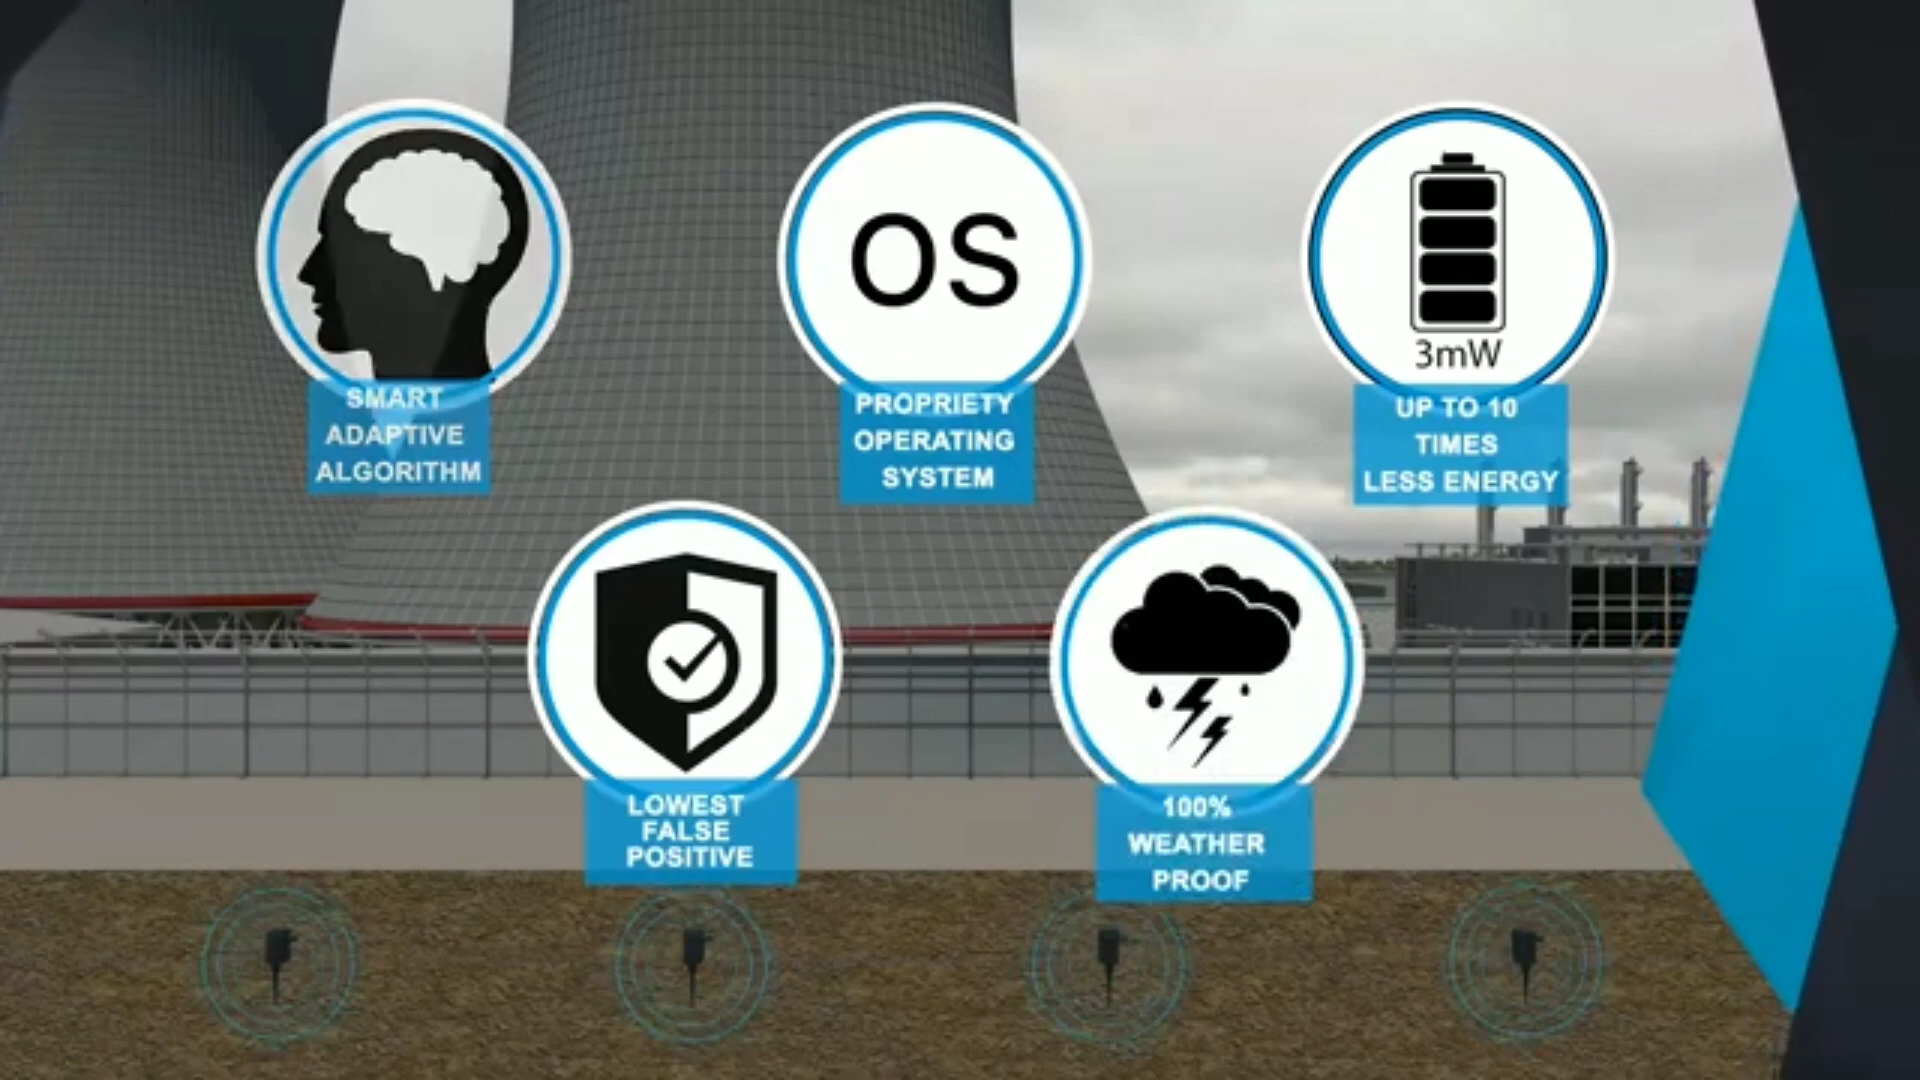 OS
3mW
SMART
ADAPTIVE
ALGORITHM
PROPRIETY
OPERATING
SYSTEM
UP TO 10
TIMES
LESS ENERGY
LOWEST
FALSE
POSITIVE
100%
WEATHER
PROOF